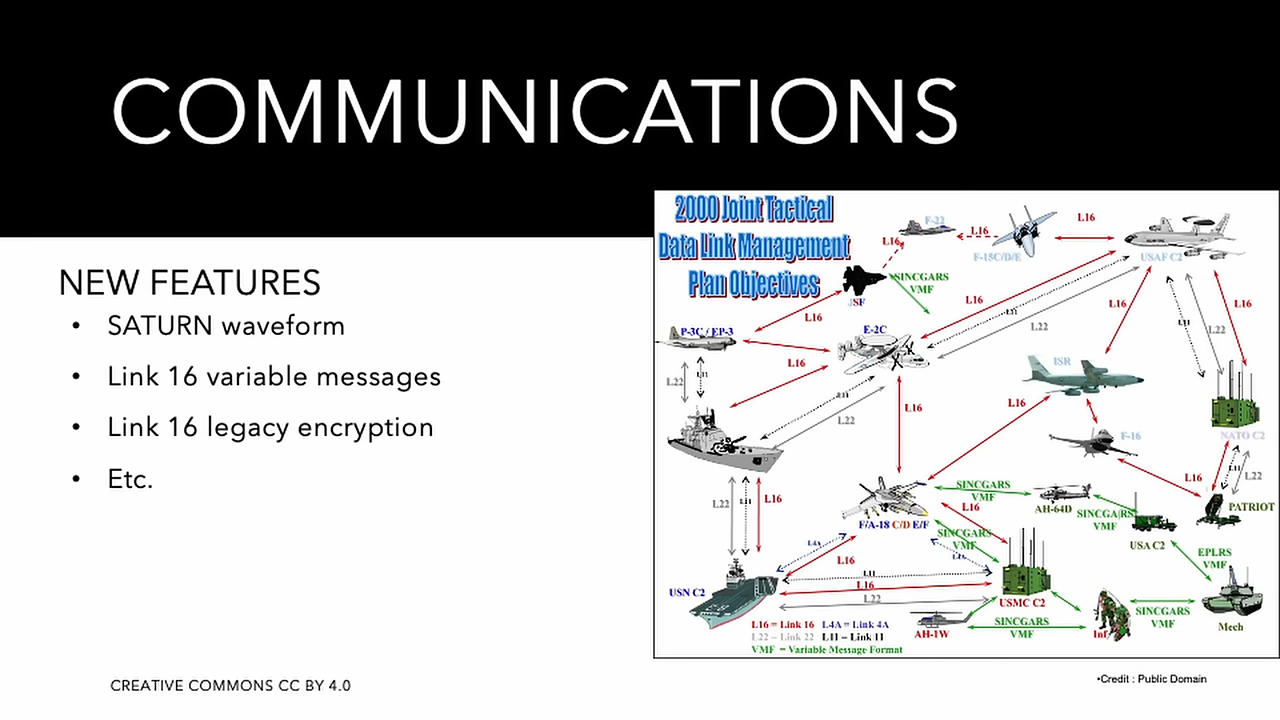 COMMUNICATIONS
NEW FEATURES
• SATURN waveform
• Link 16 variable messages
• Link 16 legacy encryption
• Etc.
CREATIVE COMMONS CC BY 4.0
2000 Joint Tactical
Data Link Management
Plan Objectives
F-22
L16
L16
F-15C/D/E
L16
USAF C2
JSF
SINCGARS
VMF
L16
L16
L11
L22
L16
L11
L22
L16
P-3C / EP-3
E-2C
L16
L22
L11
L11
L22
L16
ISR
L16
F-16
NATO C2
L16
L11
L22
PATRIOT
L22
L11
L16
F/A-18 C/D E/F
SINCGARS
VMF
L16
AH-64D
SINCGARS
VMF
USA C2
SINCGARS
VMF
L4A
L16
EPLRS
VMF
USN C2
L11
L16
L22
USMC C2
AH-1W
SINCGARS
VMF
Inf
SINCGARS
VMF
Mech
L16 = Link 16 L4A = Link 4A
L22 = Link 22 L11 = Link 11
VMF = Variable Message Format
•Credit : Public Domain